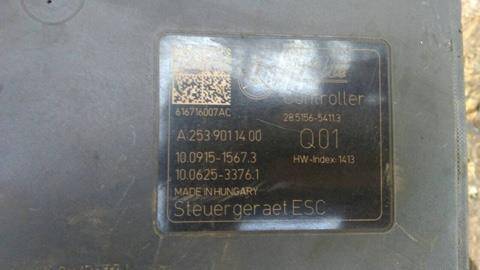 Controller
616716007AC
28.5156-5411.3
A 253 901 14 00
Q01
10.0915-1567.3
HW-Index: 1413
10.0625-3376.1
MADE IN HUNGARY
Steuergeraet ESC